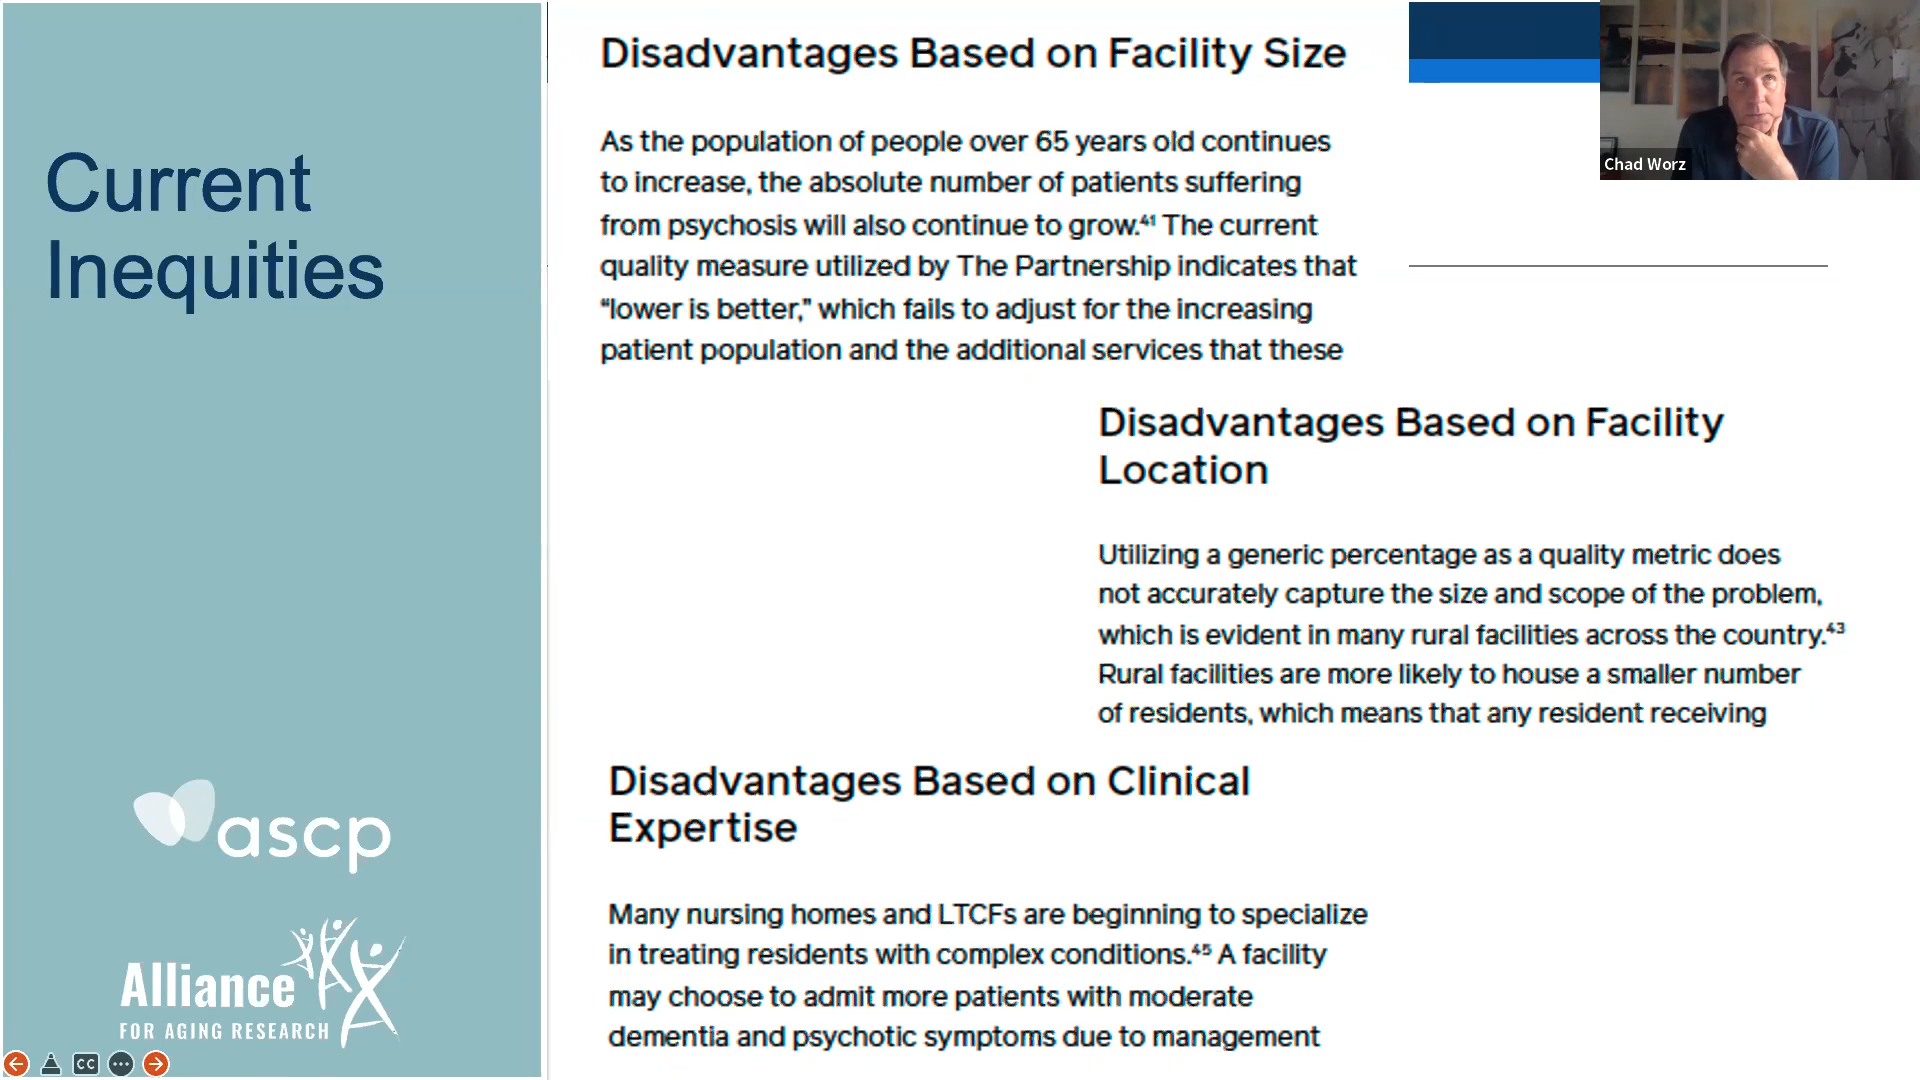 Current
Inequities
Disadvantages Based on Facility Size
As the population of people over 65 years old continues
to increase, the absolute number of patients suffering
from psychosis will also continue to grow.⁴¹ The current
quality measure utilized by The Partnership indicates that
“lower is better,” which fails to adjust for the increasing
patient population and the additional services that these
Chad Worz
Disadvantages Based on Facility
Location
Utilizing a generic percentage as a quality metric does
not accurately capture the size and scope of the problem,
which is evident in many rural facilities across the country.⁴³
Rural facilities are more likely to house a smaller number
of residents, which means that any resident receiving
Disadvantages Based on Clinical
Expertise
Many nursing homes and LTCFs are beginning to specialize
in treating residents with complex conditions.⁴⁵ A facility
may choose to admit more patients with moderate
dementia and psychotic symptoms due to management
ascp
Alliance
FOR AGING RESEARCH
CC